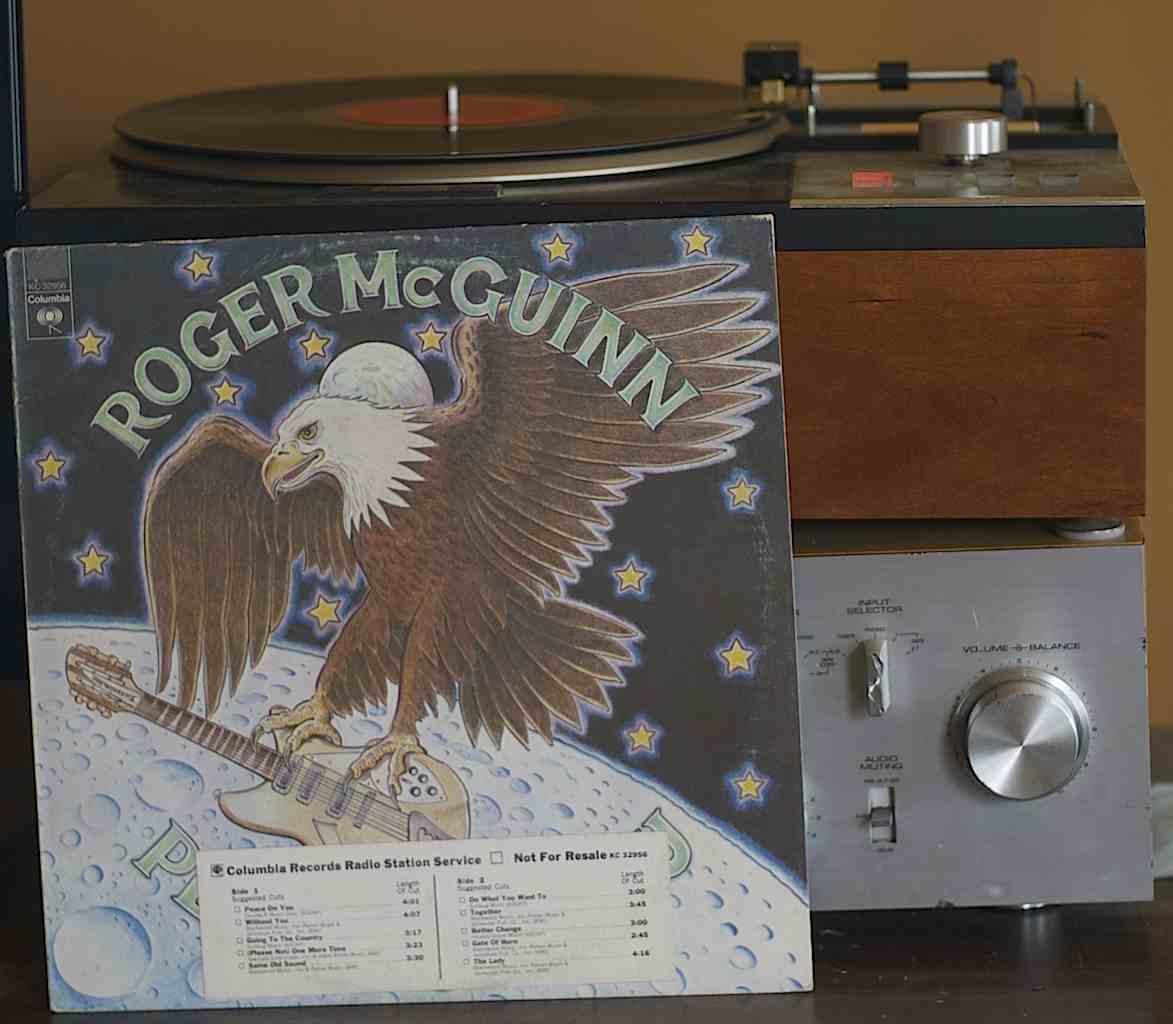 KC 32956
Columbia
ROGER McGUINN
P
D
Columbia Records Radio Station Service Not For Resale KC 32956
Side 1 Length
Suggested Cuts Of Cut
Peace On You 4:01
Without You 4:07
Going To The Country 3:17
(Please Not) One More Time 3:23
Same Old Sound 3:30
Side 2 Length
Suggested Cuts Of Cut
Do What You Want To 3:00
Together 3:45
Better Change 3:00
Gate Of Horn 2:45
The Lady 4:16
INPUT
SELECTOR
VOLUME BALANCE
AUDIO
MUTING